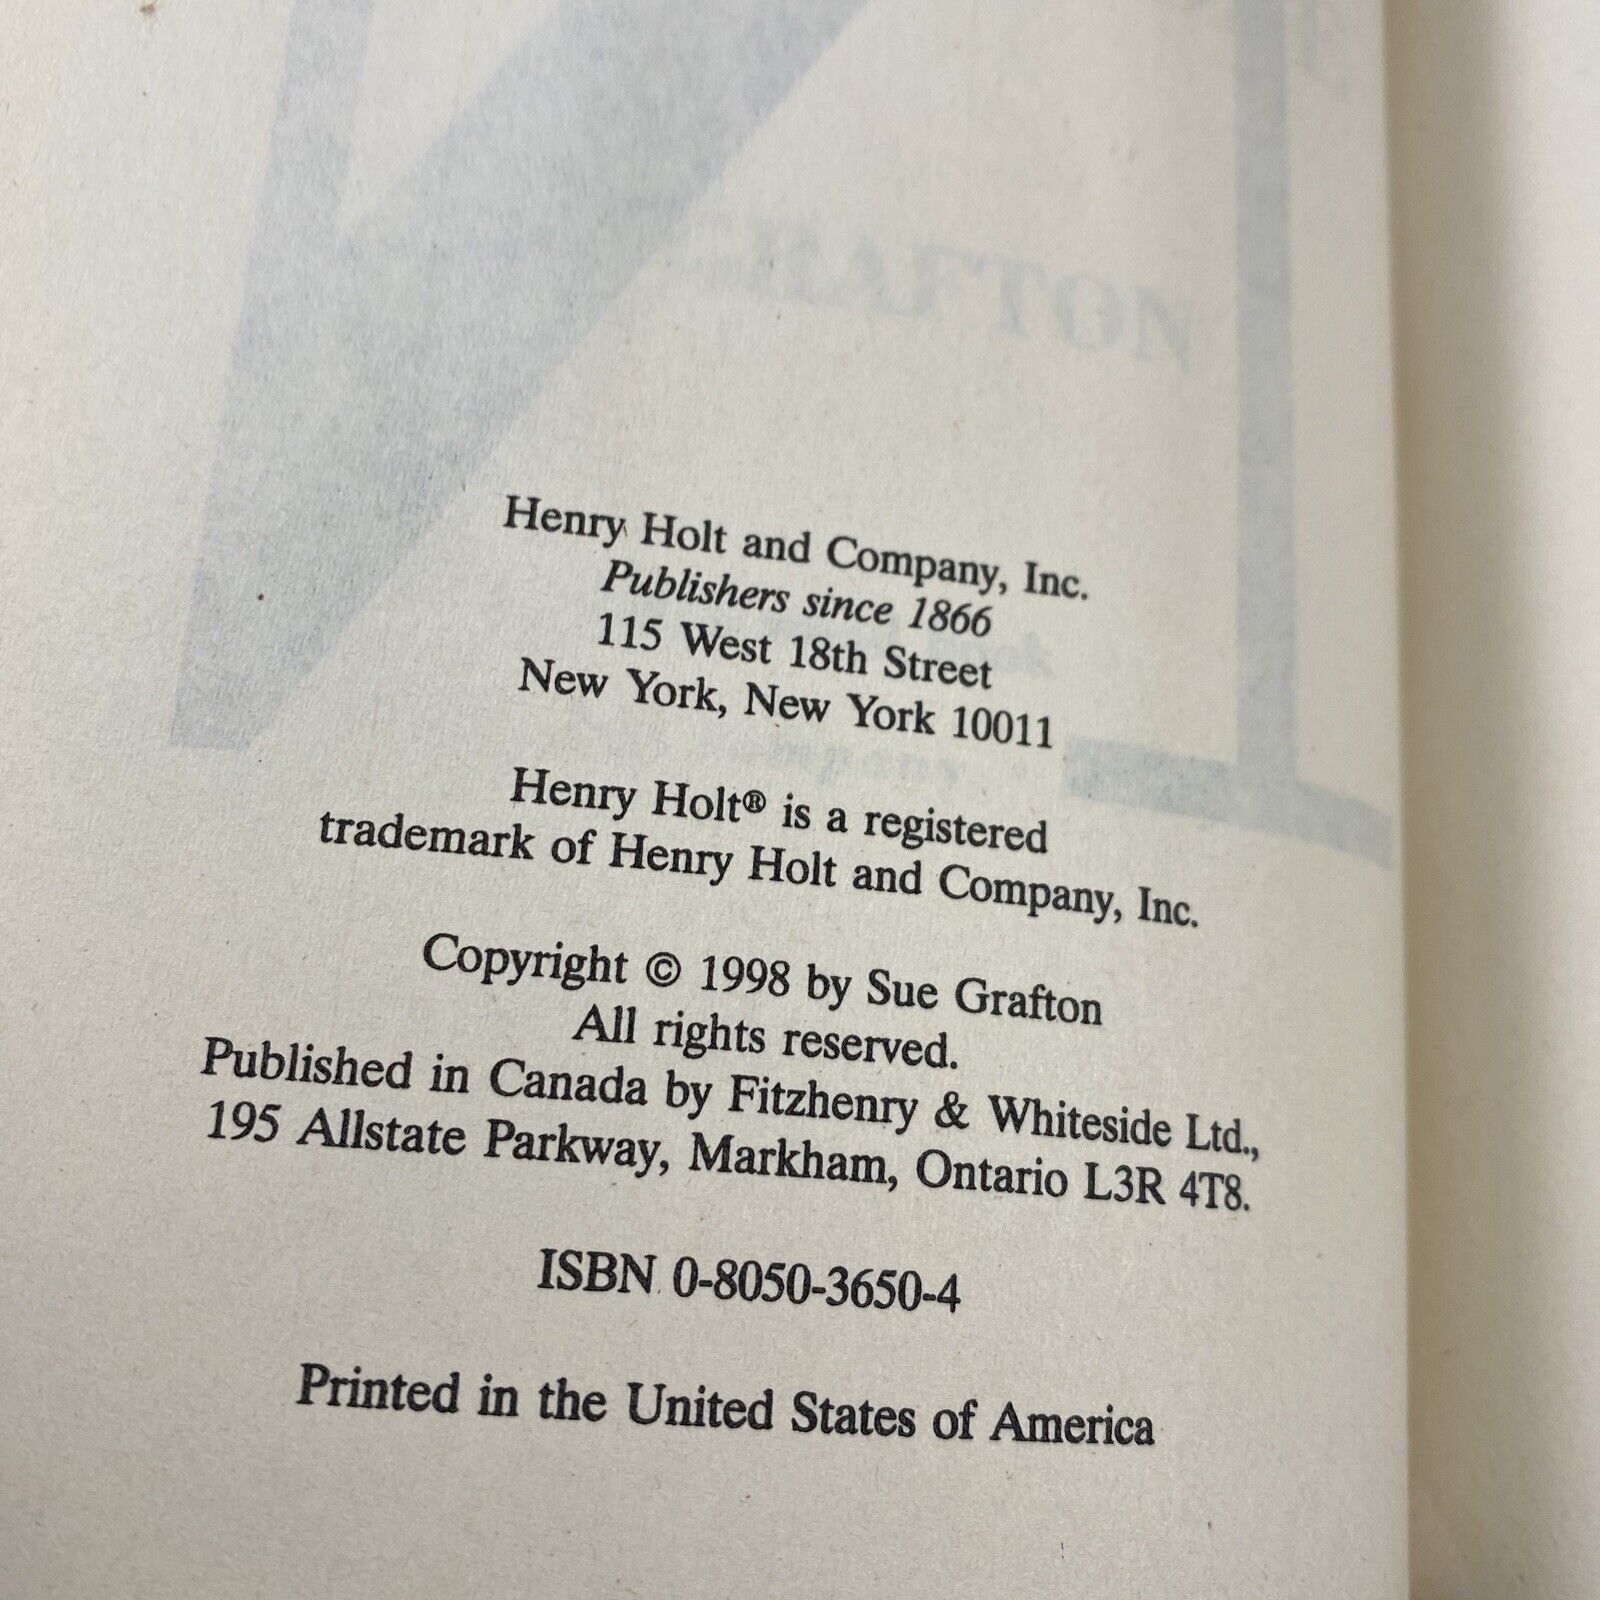 Henry Holt and Company, Inc.
Publishers since 1866
115 West 18th Street
New York, New York 10011
Henry Holt® is a registered
trademark of Henry Holt and Company, Inc.
Copyright © 1998 by Sue Grafton
All rights reserved.
Published in Canada by Fitzhenry & Whiteside Ltd.,
195 Allstate Parkway, Markham, Ontario L3R 4T8.
ISBN 0-8050-3650-4
Printed in the United States of America